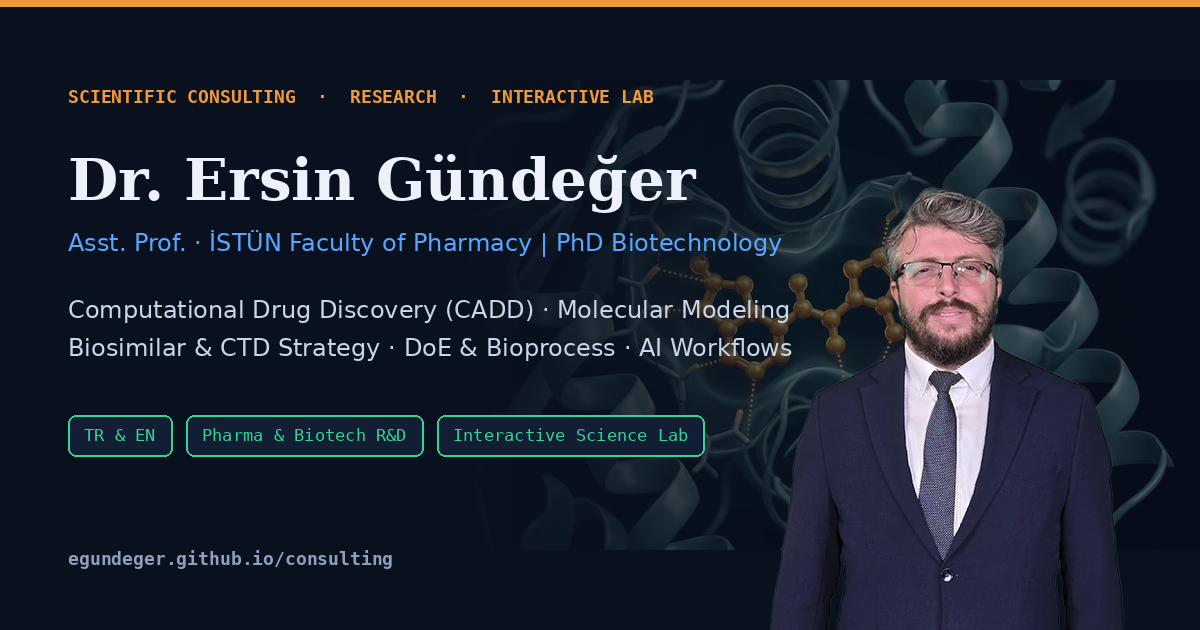 SCIENTIFIC CONSULTING · RESEARCH · INTERACTIVE LAB
Dr. Ersin Gündeğer
Asst. Prof. · İSTÜN Faculty of Pharmacy | PhD Biotechnology
Computational Drug Discovery (CADD) · Molecular Modeling
Biosimilar & CTD Strategy · DoE & Bioprocess · AI Workflows
TR & EN
Pharma & Biotech R&D
Interactive Science Lab
egundeger.github.io/consulting